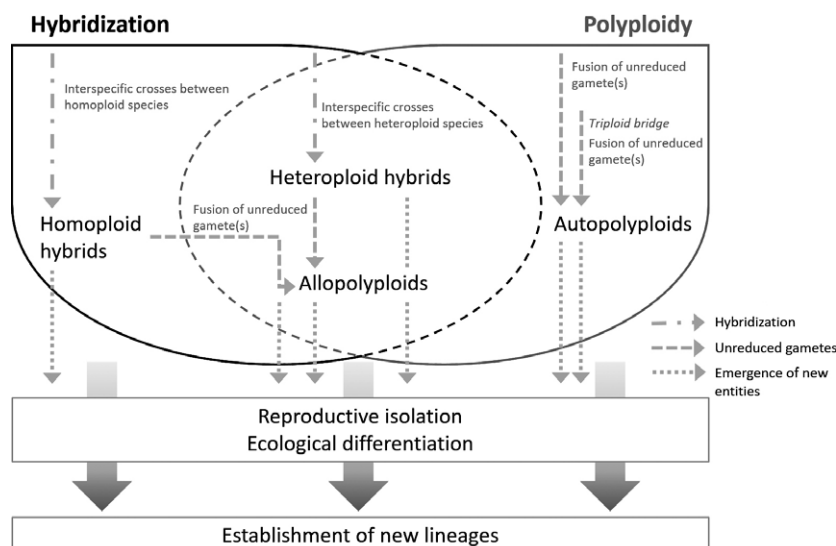 Hybridization
Polyploidy
Interspecific crosses between
homoploid species
Interspecific crosses
between heteroploid species
Fusion of unreduced
gamete(s)
Triploid bridge
Fusion of unreduced
gamete(s)
Heteroploid hybrids
Homoploid
hybrids
Fusion of unreduced
gamete(s)
Autopolyploids
Allopolyploids
Hybridization
Unreduced gametes
Emergence of new
entities
Reproductive isolation
Ecological differentiation
Establishment of new lineages